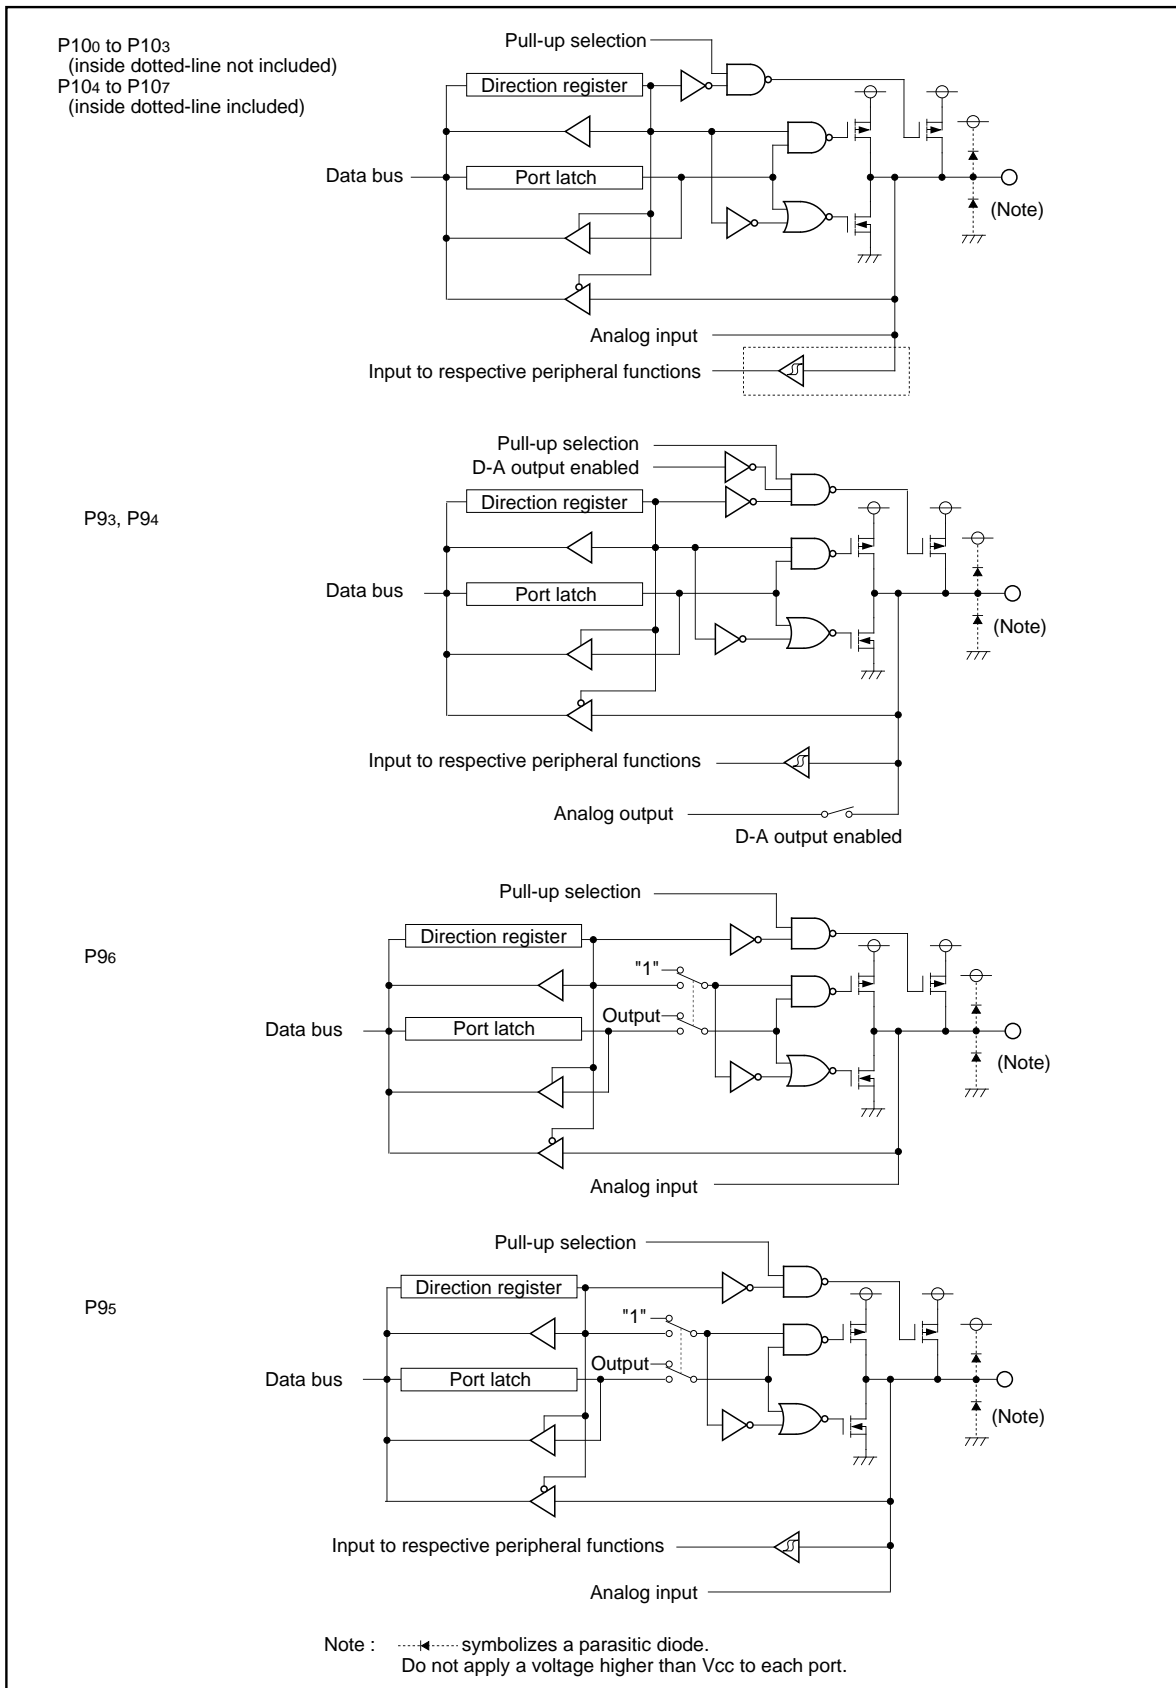 P10₀ to P10₃
(inside dotted-line not included)
P10₄ to P10₇
(inside dotted-line included)
Pull-up selection
Direction register
Data bus
Port latch
(Note)
Analog input
Input to respective peripheral functions
P9₃, P9₄
Pull-up selection
D-A output enabled
Direction register
Data bus
Port latch
(Note)
Input to respective peripheral functions
Analog output
D-A output enabled
P9₆
Pull-up selection
Direction register
"1"
Output
Data bus
Port latch
(Note)
Analog input
P9₅
Pull-up selection
Direction register
"1"
Output
Data bus
Port latch
(Note)
Input to respective peripheral functions
Analog input
Note : symbolizes a parasitic diode.
Do not apply a voltage higher than Vcc to each port.